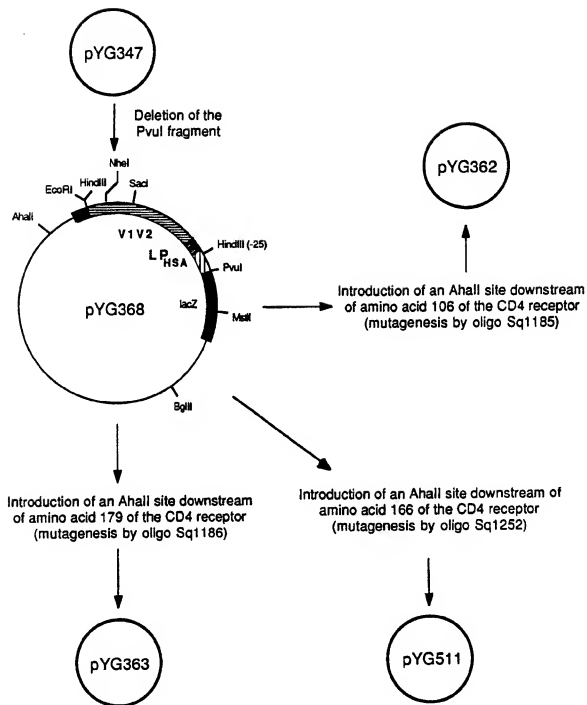 pYG347
Deletion of the
PvuI fragment
NheI
HindIII
SacI
EcoRI
AhaII
V1V2
HindIII (-25)
LP HSA
PvuI
pYG368
lacZ
MstII
BglII
pYG362
Introduction of an AhaII site downstream
of amino acid 106 of the CD4 receptor
(mutagenesis by oligo Sq1185)
Introduction of an AhaII site downstream
of amino acid 179 of the CD4 receptor
(mutagenesis by oligo Sq1186)
Introduction of an AhaII site downstream of
amino acid 166 of the CD4 receptor
(mutagenesis by oligo Sq1252)
pYG363
pYG511